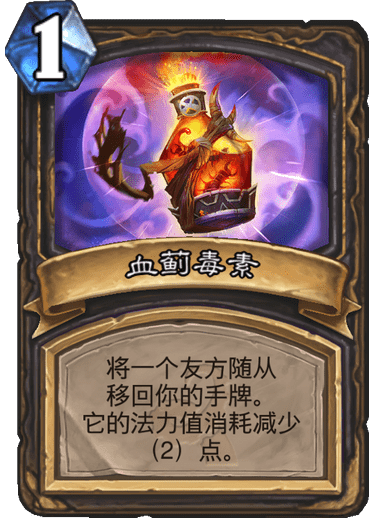 1
血蓟毒素
将一个友方随从
移回你的手牌。
它的法力值消耗减少
（2）点。